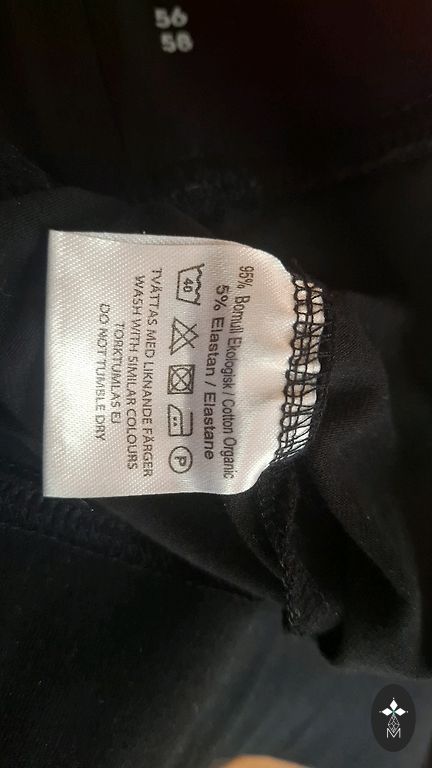 56
58
95% Bomull Ekologisk / Cotton Organic
5% Elastan / Elastane
40
P
TVÄTTAS MED LIKNANDE FÄRGER
WASH WITH SIMILAR COLOURS
TORKTUMLAS EJ
DO NOT TUMBLE DRY
M